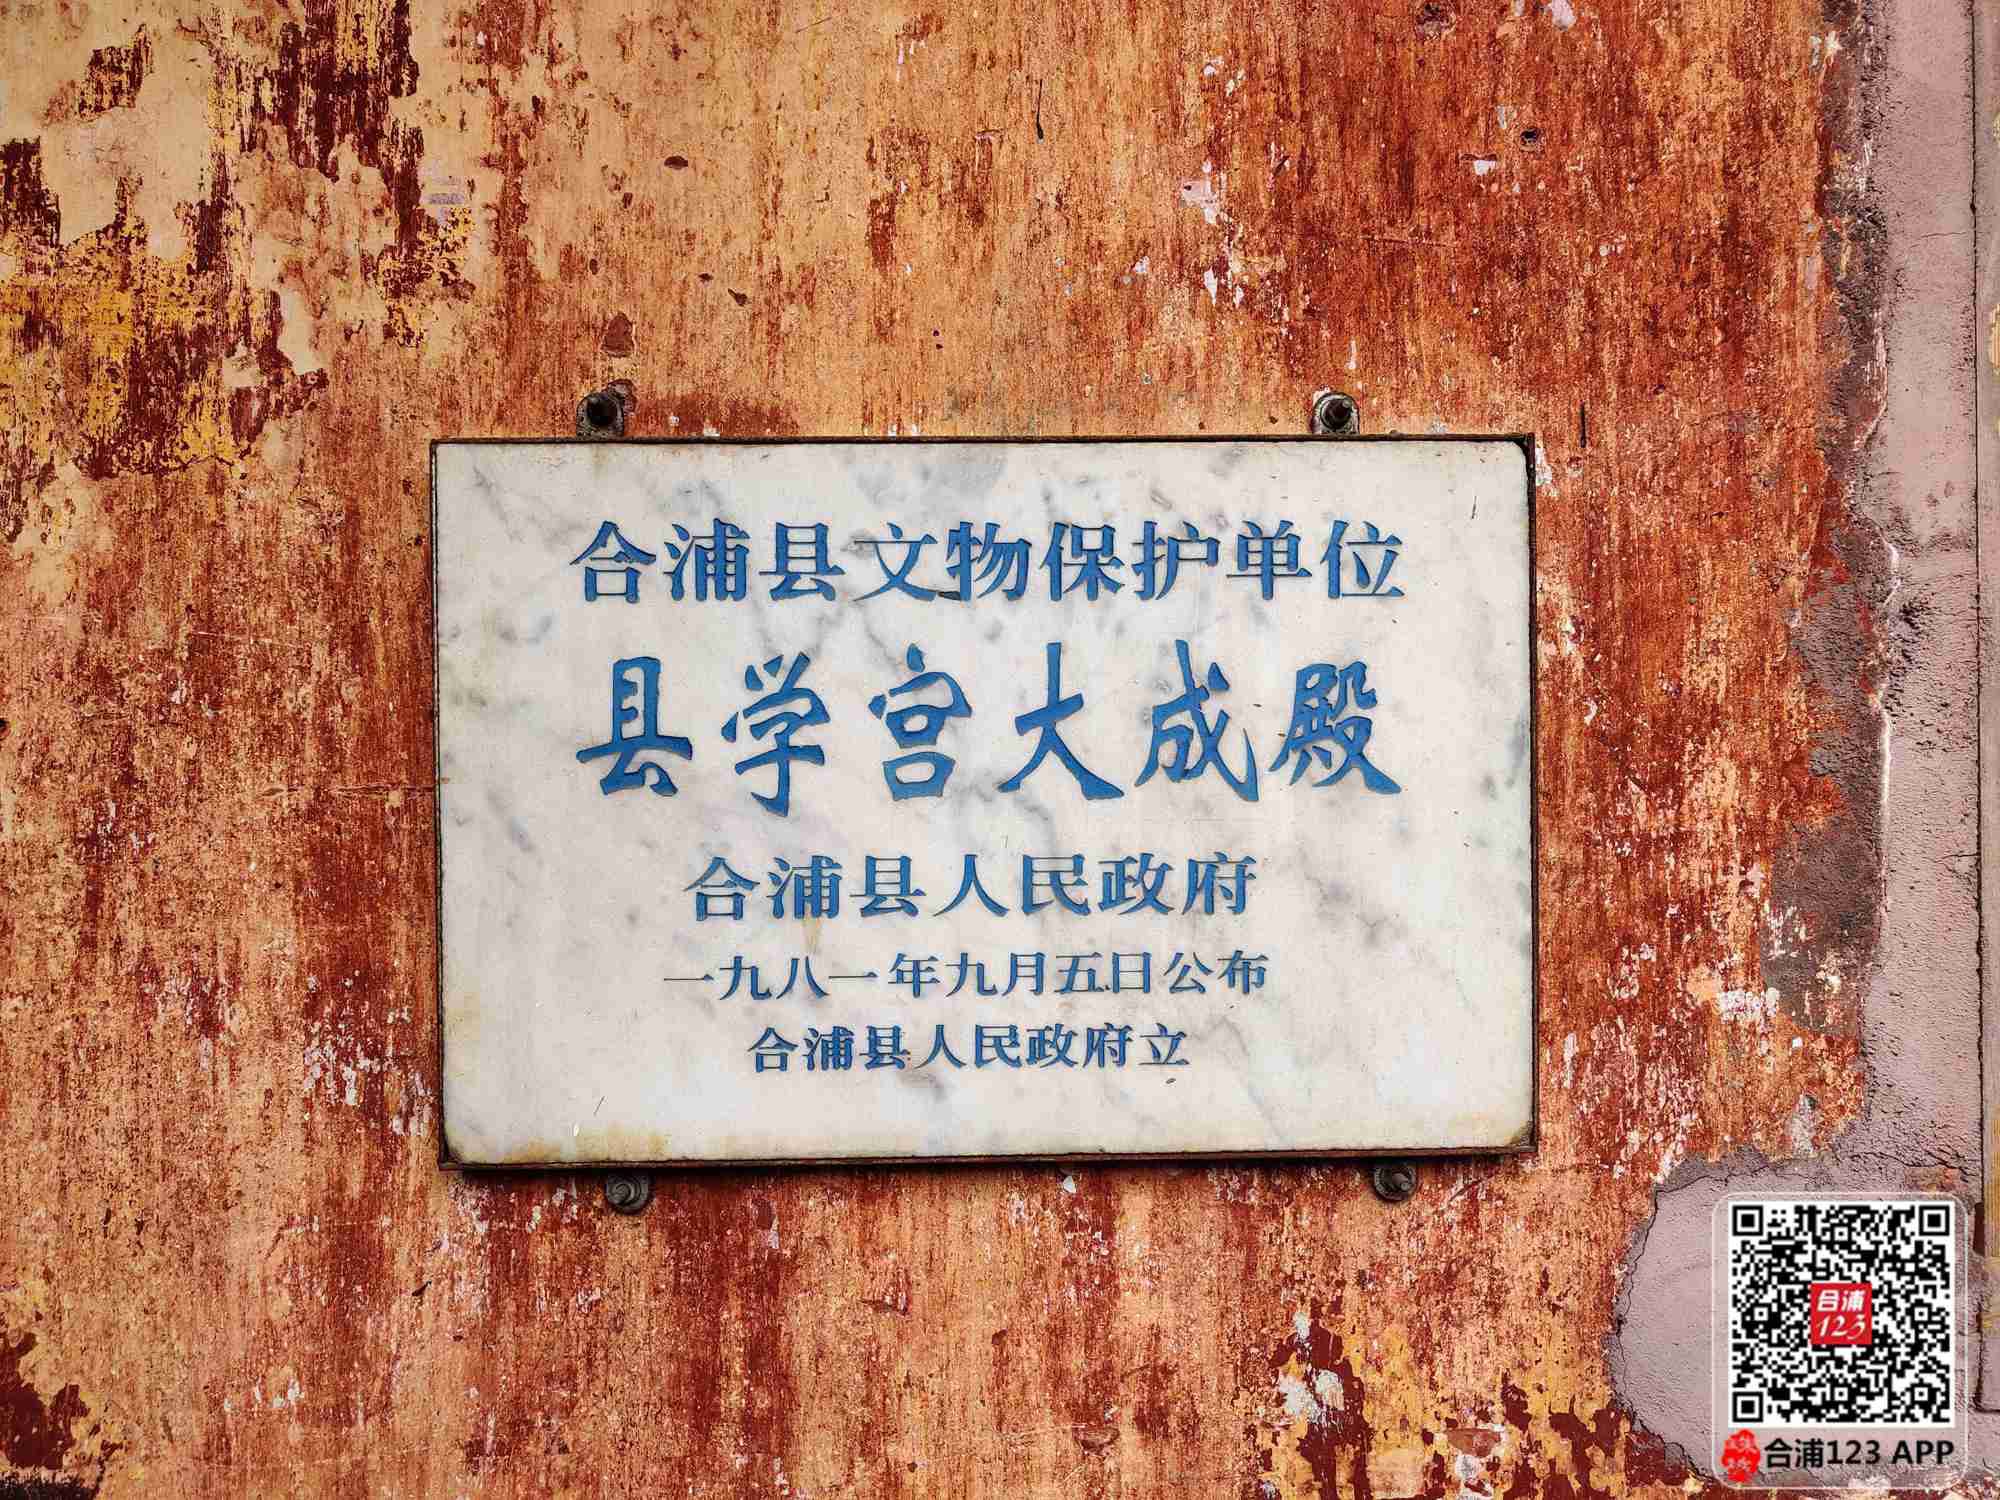 合浦县文物保护单位
县学宫大成殿
合浦县人民政府
一九八一年九月五日公布
合浦县人民政府立
合浦
123
合浦123 APP